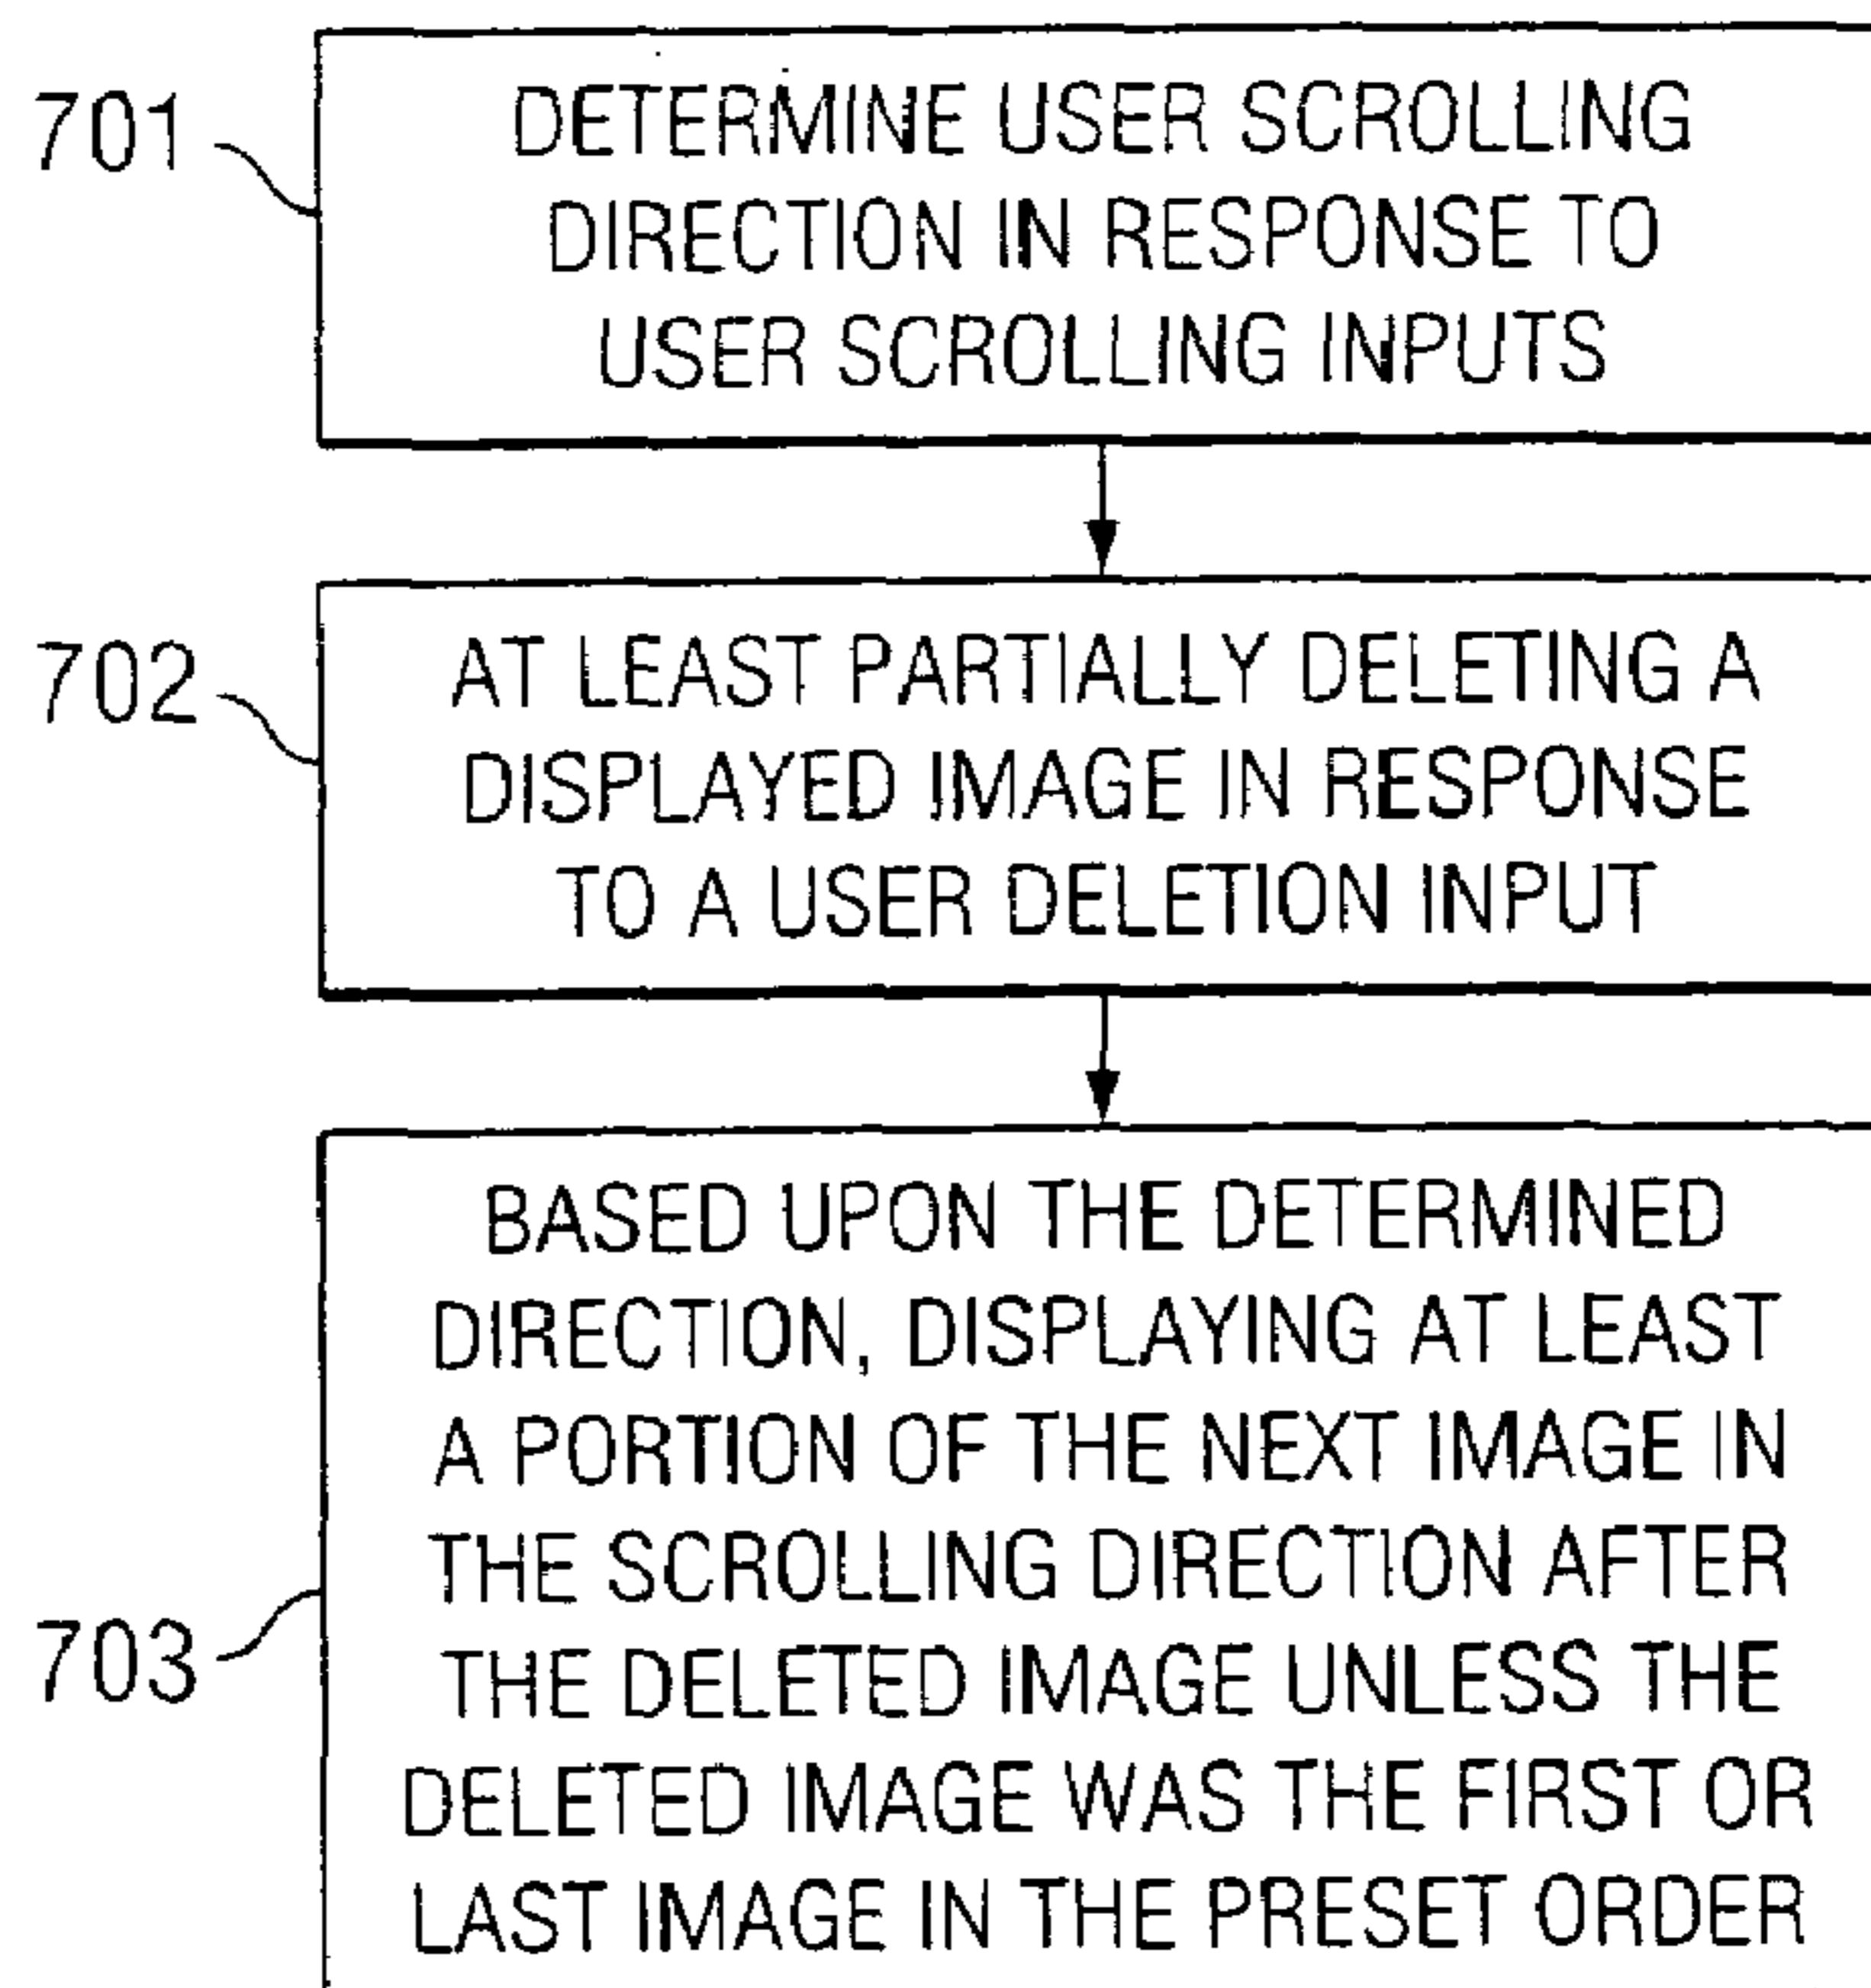 701
DETERMINE USER SCROLLING
DIRECTION IN RESPONSE TO
USER SCROLLING INPUTS
702
AT LEAST PARTIALLY DELETING A
DISPLAYED IMAGE IN RESPONSE
TO A USER DELETION INPUT
703
BASED UPON THE DETERMINED
DIRECTION, DISPLAYING AT LEAST
A PORTION OF THE NEXT IMAGE IN
THE SCROLLING DIRECTION AFTER
THE DELETED IMAGE UNLESS THE
DELETED IMAGE WAS THE FIRST OR
LAST IMAGE IN THE PRESET ORDER